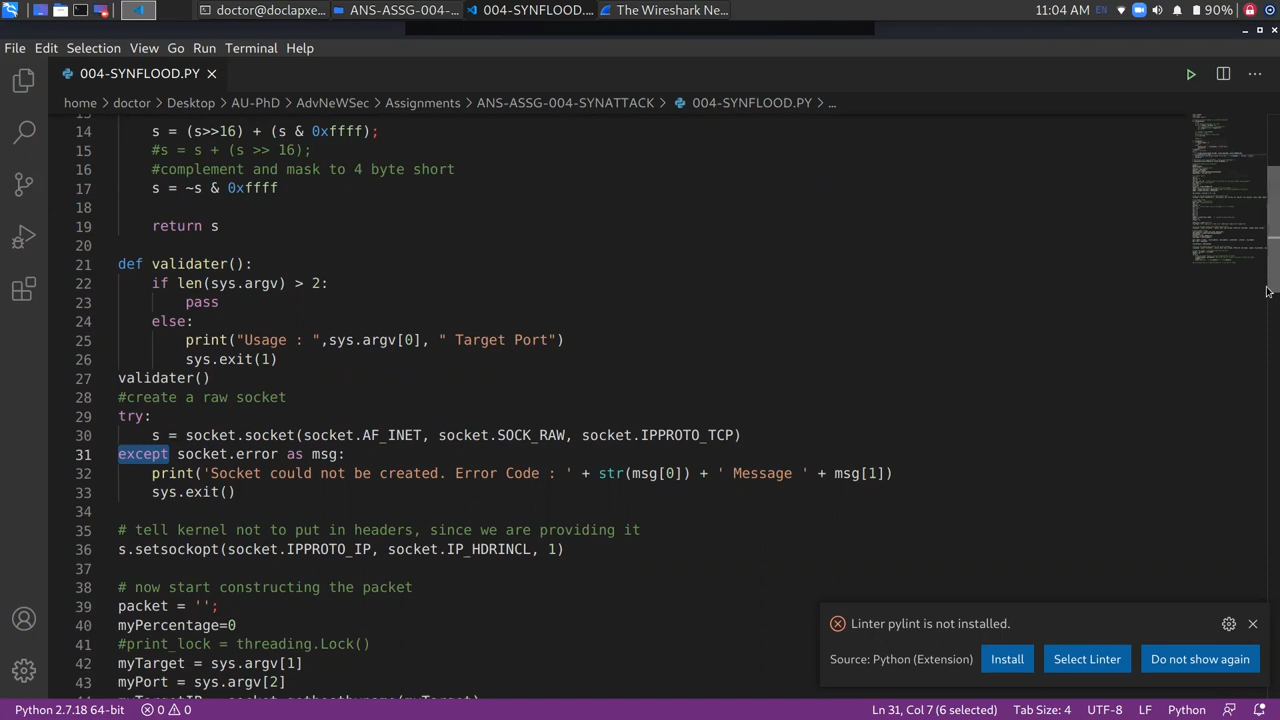 doctor@doclapxe...
ANS-ASSG-004-...
004-SYNFLOOD....
The Wireshark Ne...
11:04 AM
EN
90%
File Edit Selection View Go Run Terminal Help
004-SYNFLOOD.PY
home > doctor > Desktop > AU-PhD > AdvNeWSec > Assignments > ANS-ASSG-004-SYNATTACK > 004-SYNFLOOD.PY > ...
14 s = (s>>16) + (s & 0xffff);
15 #s = s + (s >> 16);
16 #complement and mask to 4 byte short
17 s = ~s & 0xffff
18
19 return s
20
21 def validater():
22 if len(sys.argv) > 2:
23 pass
24 else:
25 print("Usage : ",sys.argv[0], " Target Port")
26 sys.exit(1)
27 validater()
28 #create a raw socket
29 try:
30 s = socket.socket(socket.AF_INET, socket.SOCK_RAW, socket.IPPROTO_TCP)
31 except socket.error as msg:
32 print('Socket could not be created. Error Code : ' + str(msg[0]) + ' Message ' + msg[1])
33 sys.exit()
34
35 # tell kernel not to put in headers, since we are providing it
36 s.setsockopt(socket.IPPROTO_IP, socket.IP_HDRINCL, 1)
37
38 # now start constructing the packet
39 packet = '';
40 myPercentage=0
41 #print_lock = threading.Lock()
42 myTarget = sys.argv[1]
43 myPort = sys.argv[2]
Linter pylint is not installed.
Source: Python (Extension)
Install
Select Linter
Do not show again
Python 2.7.18 64-bit
0
0
Ln 31, Col 7 (6 selected)
Tab Size: 4
UTF-8
LF
Python